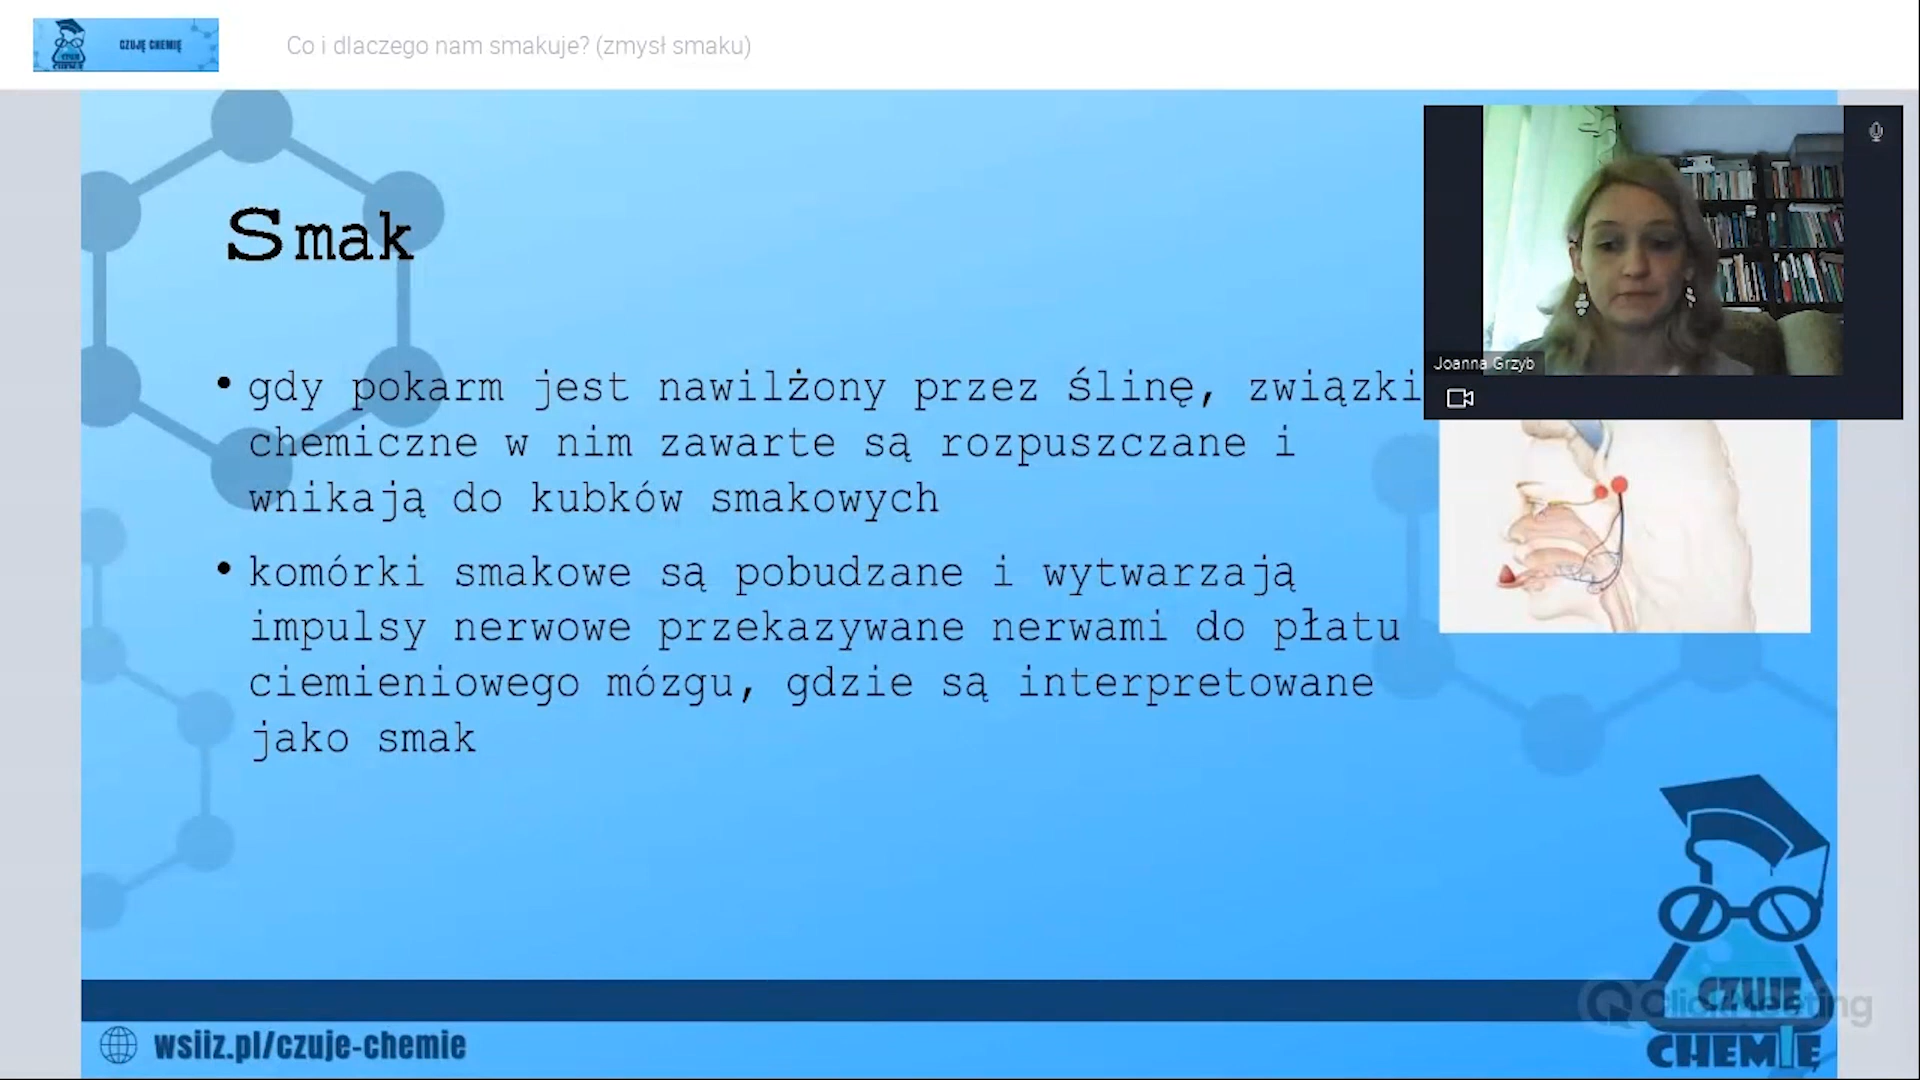 CZUJĘ CHEMIĘ
Co i dlaczego nam smakuje? (zmysł smaku)
Smak
• gdy pokarm jest nawilżony przez ślinę, związki
chemiczne w nim zawarte są rozpuszczane i
wnikają do kubków smakowych
• komórki smakowe są pobudzane i wytwarzają
impulsy nerwowe przekazywane nerwami do płatu
ciemieniowego mózgu, gdzie są interpretowane
jako smak
Joanna Grzyb
ClickMeeting
CZUJĘ
CHEMIĘ
wsiiz.pl/czuje-chemie